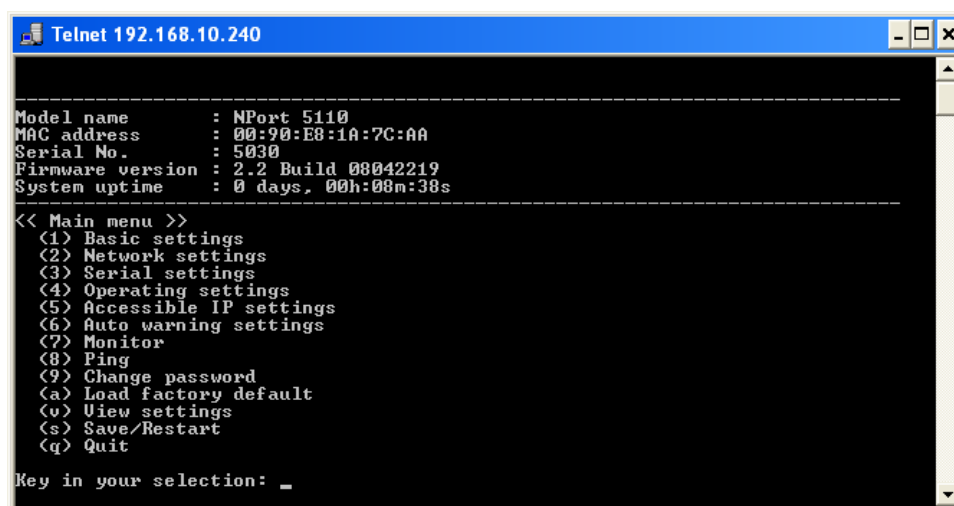 Telnet 192.168.10.240
Model name       : NPort 5110
MAC address      : 00:90:E8:1A:7C:AA
Serial No.       : 5030
Firmware version : 2.2 Build 08042219
System uptime    : 0 days, 00h:08m:38s
<< Main menu >>
  (1) Basic settings
  (2) Network settings
  (3) Serial settings
  (4) Operating settings
  (5) Accessible IP settings
  (6) Auto warning settings
  (7) Monitor
  (8) Ping
  (9) Change password
  (a) Load factory default
  (v) View settings
  (s) Save/Restart
  (q) Quit
Key in your selection: _